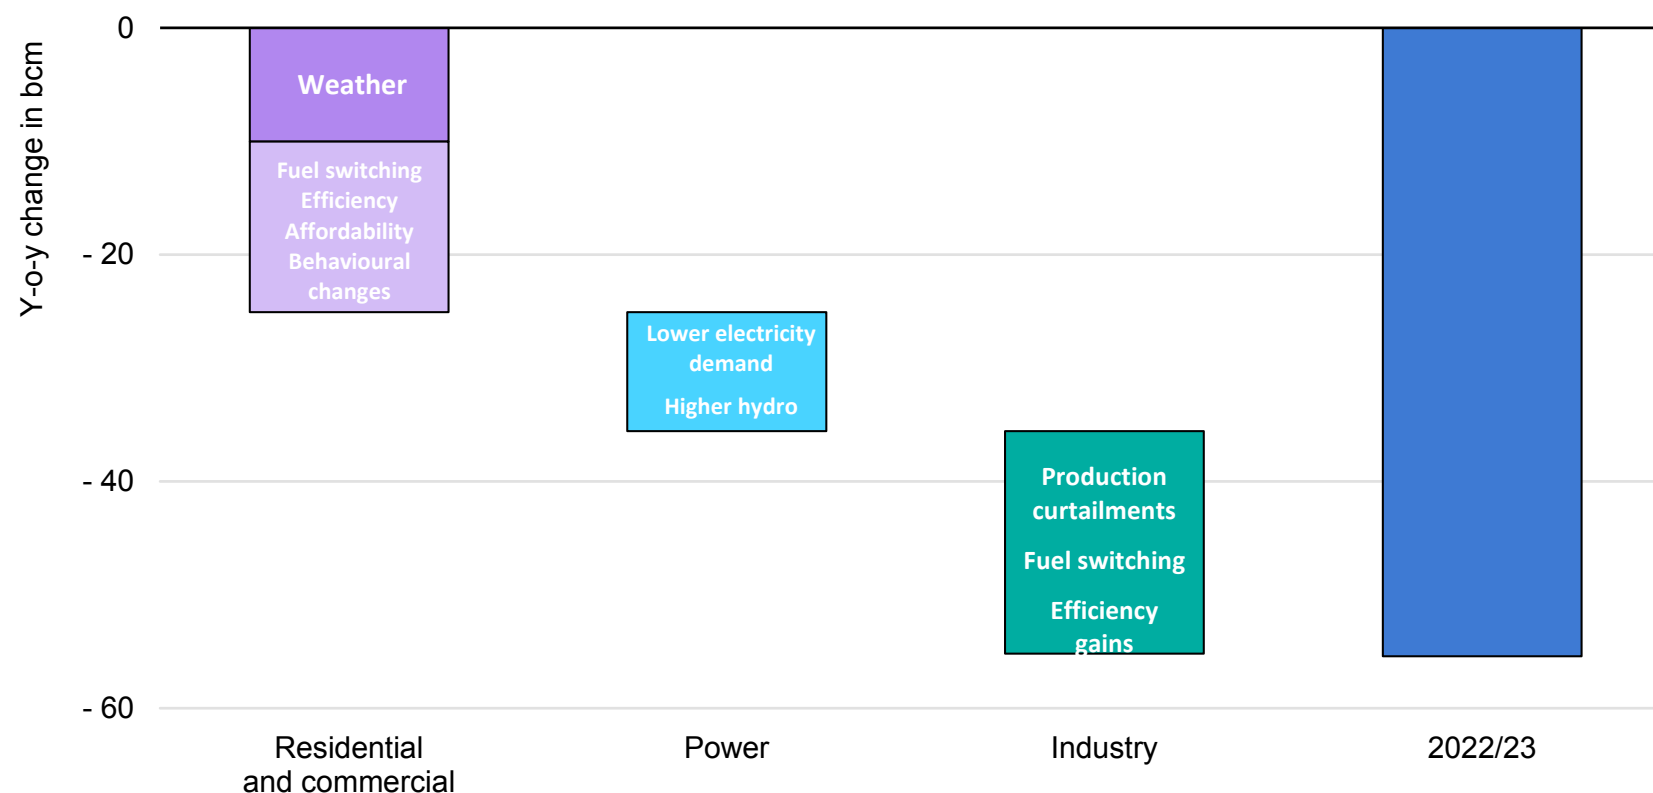 Y-o-y change in bcm
0
- 20
- 40
- 60
Weather
Fuel switching
Efficiency
Affordability
Behavioural
changes
Lower electricity
demand
Higher hydro
Production
curtailments
Fuel switching
Efficiency
gains
Residential
and commercial
Power
Industry
2022/23